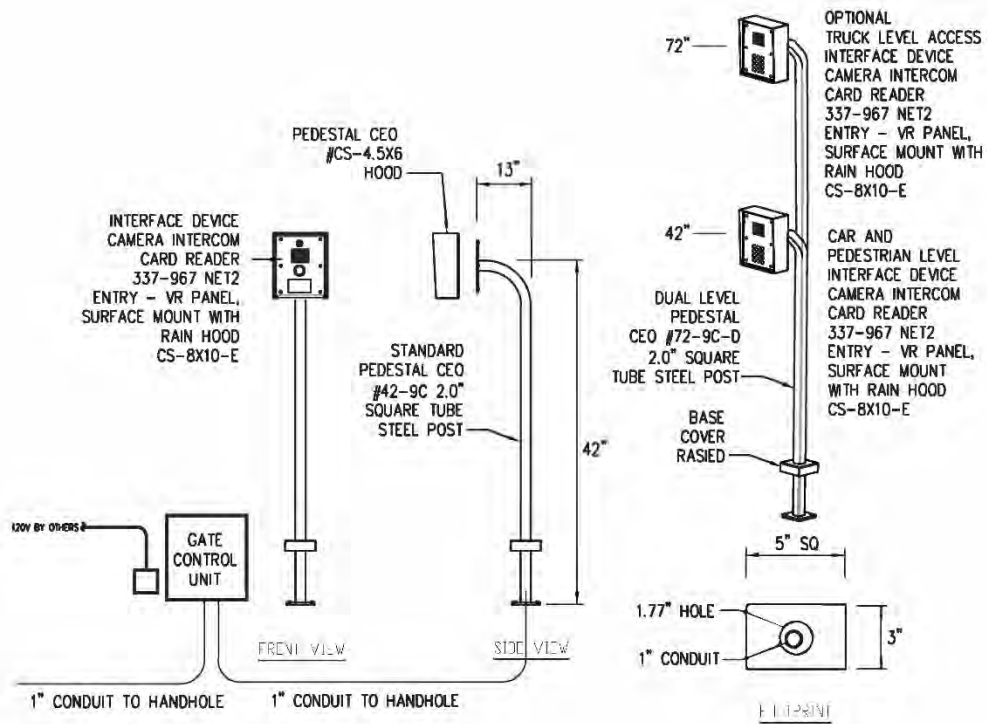 72"
OPTIONAL
TRUCK LEVEL ACCESS
INTERFACE DEVICE
CAMERA INTERCOM
CARD READER
337-967 NET2
ENTRY - VR PANEL,
SURFACE MOUNT WITH
RAIN HOOD
CS-8X10-E
PEDESTAL CEO
#CS-4.5X6
HOOD
13"
INTERFACE DEVICE
CAMERA INTERCOM
CARD READER
337-967 NET2
ENTRY - VR PANEL,
SURFACE MOUNT WITH
RAIN HOOD
CS-8X10-E
42"
CAR AND
PEDESTRIAN LEVEL
INTERFACE DEVICE
CAMERA INTERCOM
CARD READER
337-967 NET2
ENTRY - VR PANEL,
SURFACE MOUNT
WITH RAIN HOOD
CS-8X10-E
DUAL LEVEL
PEDESTAL
CEO #72-9C-D
2.0" SQUARE
TUBE STEEL POST
STANDARD
PEDESTAL CEO
#42-9C 2.0"
SQUARE TUBE
STEEL POST
42"
BASE
COVER
RASIED
120V BY OTHERS
GATE
CONTROL
UNIT
5" SQ
1.77" HOLE
1" CONDUIT
3"
FRENT VIEW
SIDE VIEW
1" CONDUIT TO HANDHOLE
1" CONDUIT TO HANDHOLE